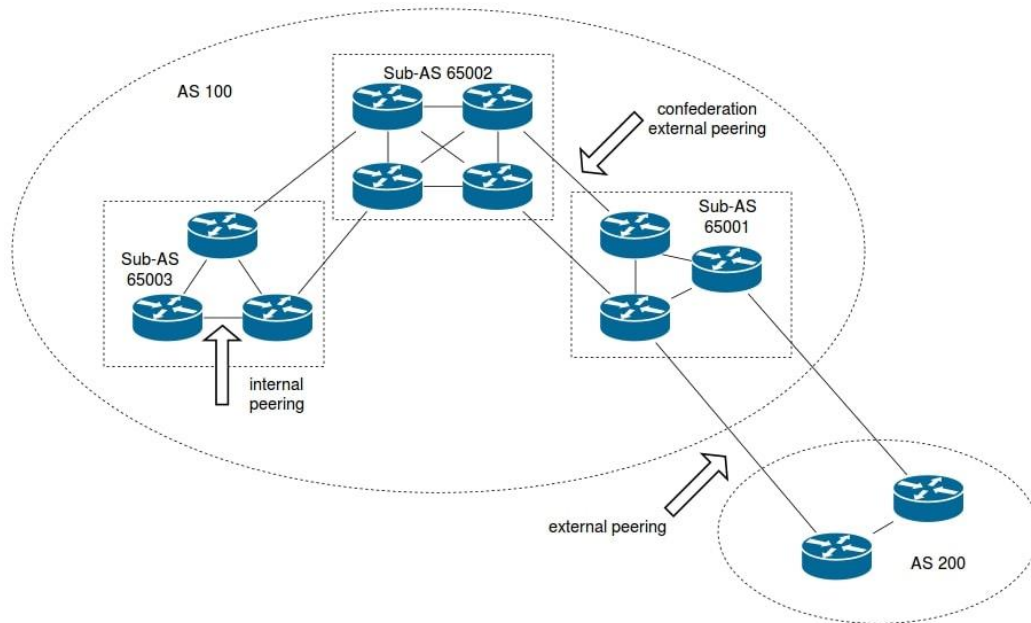 Sub-AS 65002
AS 100
confederation
external peering
Sub-AS
65001
Sub-AS
65003
internal
peering
external peering
AS 200